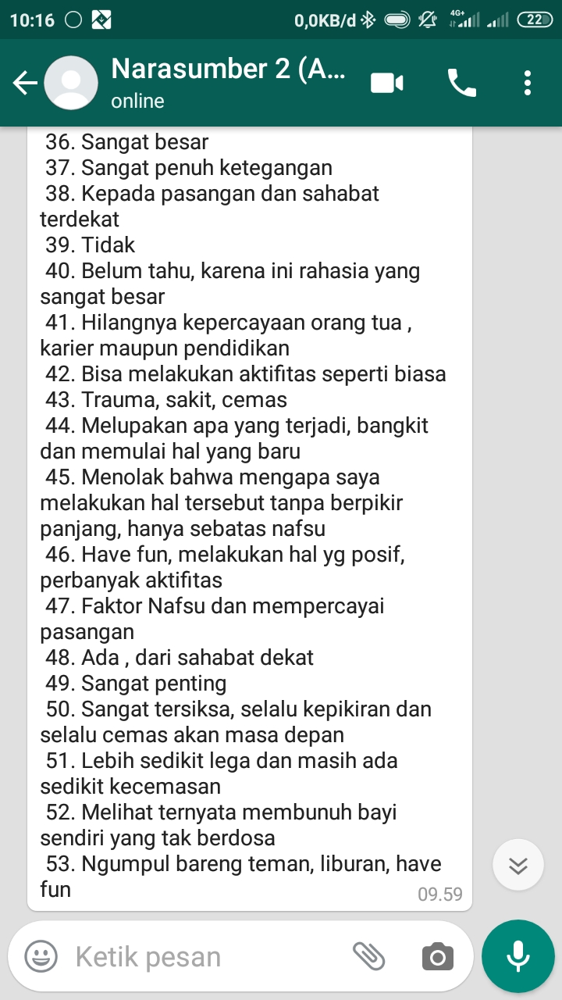 10:16
0,0KB/d
4G+
22
Narasumber 2 (A...
online
36. Sangat besar
37. Sangat penuh ketegangan
38. Kepada pasangan dan sahabat
terdekat
39. Tidak
40. Belum tahu, karena ini rahasia yang
sangat besar
41. Hilangnya kepercayaan orang tua ,
karier maupun pendidikan
42. Bisa melakukan aktifitas seperti biasa
43. Trauma, sakit, cemas
44. Melupakan apa yang terjadi, bangkit
dan memulai hal yang baru
45. Menolak bahwa mengapa saya
melakukan hal tersebut tanpa berpikir
panjang, hanya sebatas nafsu
46. Have fun, melakukan hal yg posif,
perbanyak aktifitas
47. Faktor Nafsu dan mempercayai
pasangan
48. Ada , dari sahabat dekat
49. Sangat penting
50. Sangat tersiksa, selalu kepikiran dan
selalu cemas akan masa depan
51. Lebih sedikit lega dan masih ada
sedikit kecemasan
52. Melihat ternyata membunuh bayi
sendiri yang tak berdosa
53. Ngumpul bareng teman, liburan, have
fun
09.59
Ketik pesan